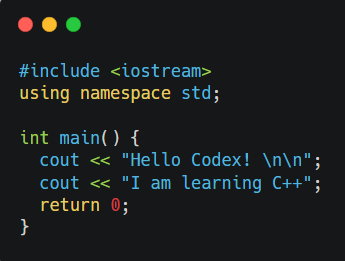 #include <iostream>
using namespace std;

int main() {
  cout << "Hello Codex! \n\n";
  cout << "I am learning C++";
  return 0;
}